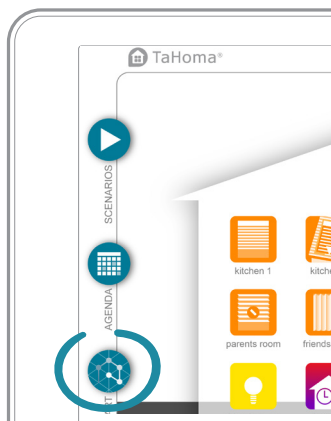 TaHoma®
SCENARIOS
AGENDA
kitchen 1
parents room